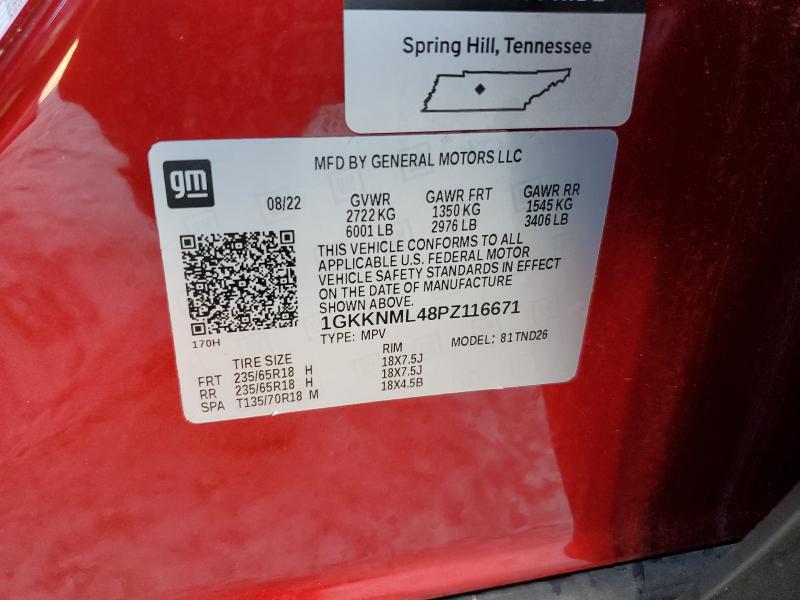 Spring Hill, Tennessee
gm
MFD BY GENERAL MOTORS LLC
08/22
GVWR
2722 KG
6001 LB
GAWR FRT
1350 KG
2976 LB
GAWR RR
1545 KG
3406 LB
THIS VEHICLE CONFORMS TO ALL
APPLICABLE U.S. FEDERAL MOTOR
VEHICLE SAFETY STANDARDS IN EFFECT
ON THE DATE OF MANUFACTURE
SHOWN ABOVE.
1GKKNML48PZ116671
170H
TYPE: MPV MODEL: 81TND26
TIRE SIZE RIM
FRT 235/65R18 H 18X7.5J
RR 235/65R18 H 18X7.5J
SPA T135/70R18 M 18X4.5B